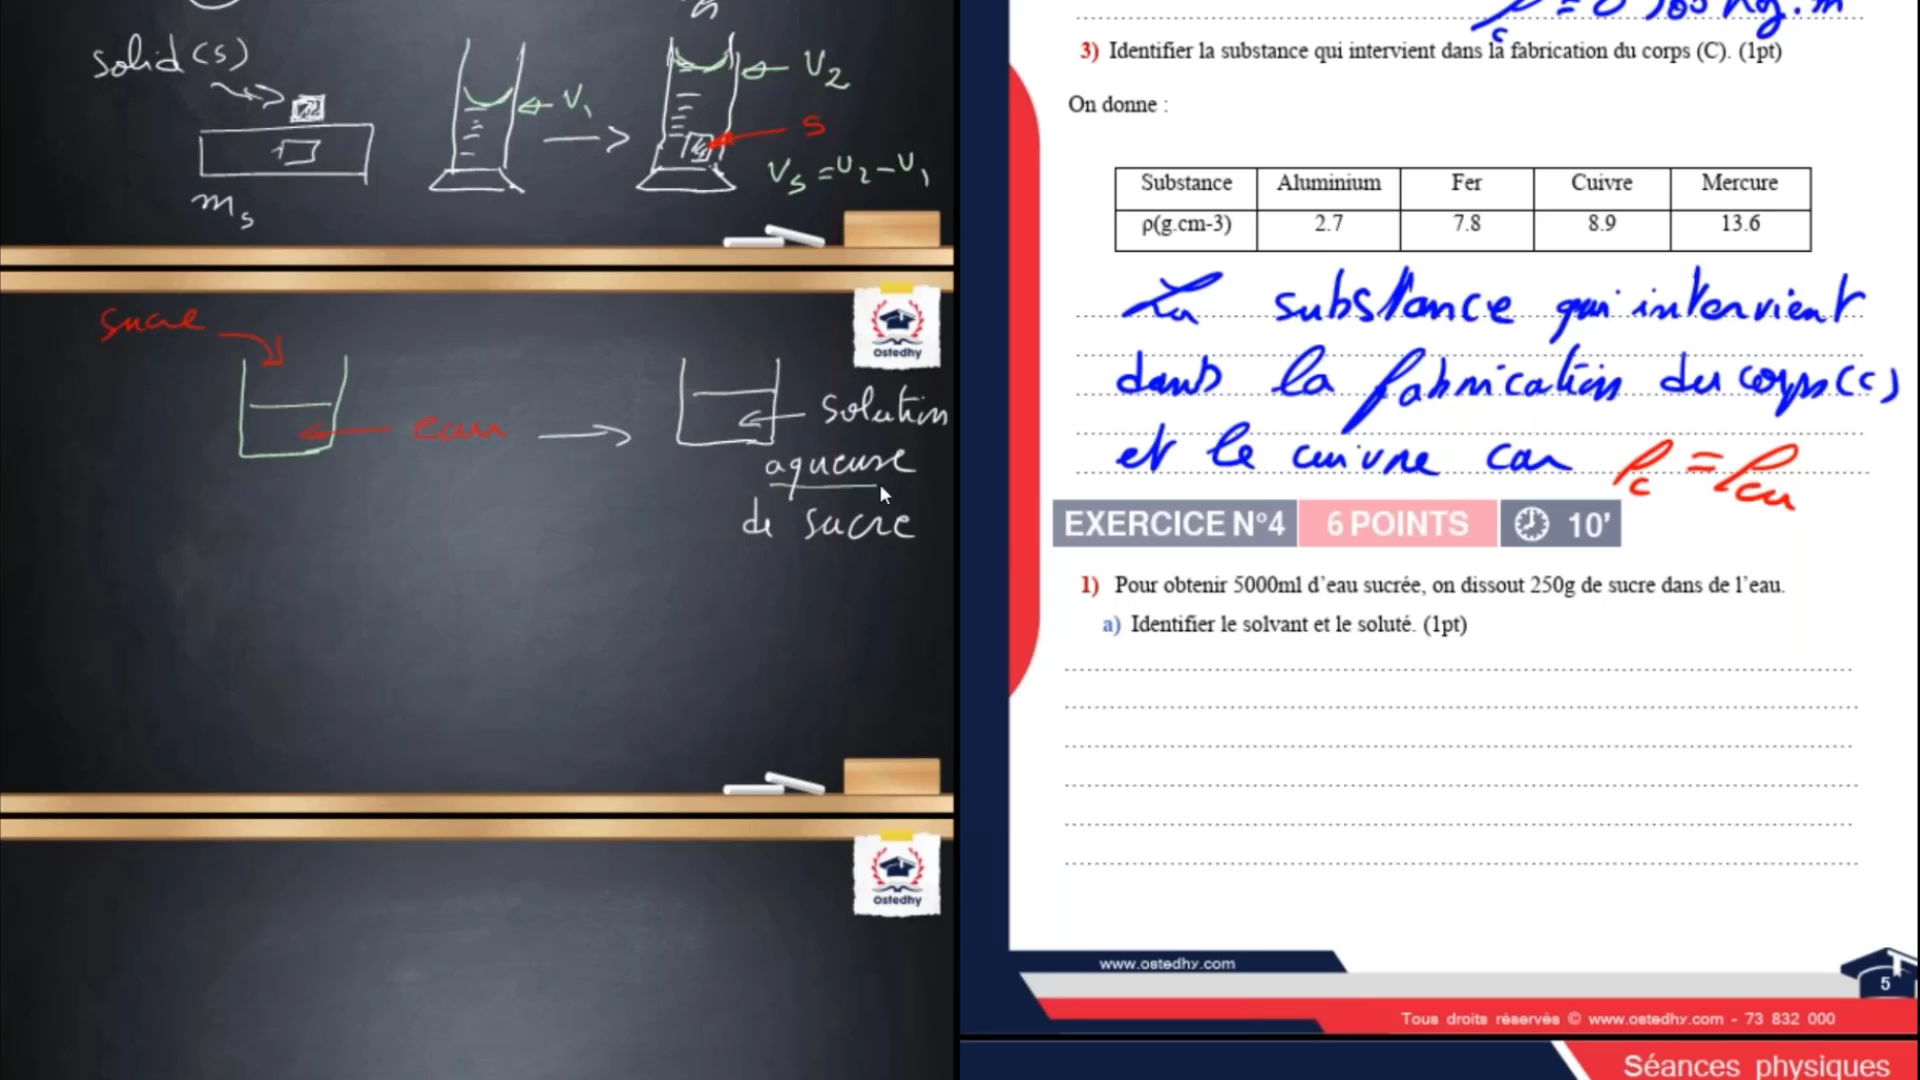 solid(s)
V1
V2
s
Vs = V2 - V1
ms
sucre
eau
solution
aqueuse
de sucre
Ostedhy
Ostedhy
3) Identifier la substance qui intervient dans la fabrication du corps (C). (1pt)
On donne :
Substance Aluminium Fer Cuivre Mercure
ρ(g.cm-3) 2.7 7.8 8.9 13.6
La substance qui intervient
dans la fabrication du corps(c)
et le cuivre car ρc = ρcu
EXERCICE N°4 6 POINTS 10'
1) Pour obtenir 5000ml d'eau sucrée, on dissout 250g de sucre dans de l'eau.
a) Identifier le solvant et le soluté. (1pt)
www.ostedhy.com
5
Tous droits réservés © www.ostedhy.com - 73 832 000
Séances physiques